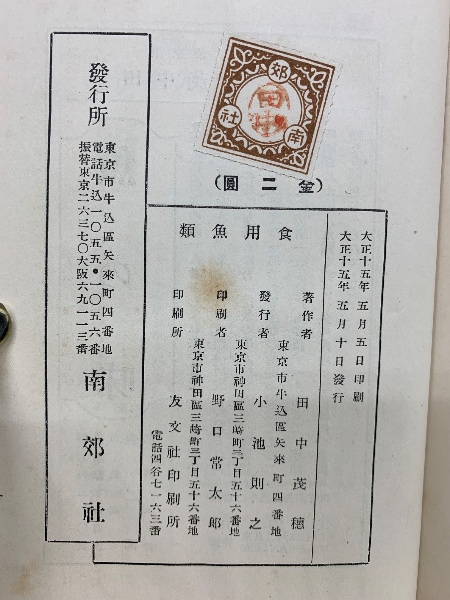 郊
南
社
田中
(金二圓)
大正十五年五月五日印刷
大正十五年五月十日發行
食用魚類
著作者 田中茂穂
東京市牛込區矢來町四番地
發行者 小池則之
東京市神田區三崎町三丁目五十六番地
印刷者 野口常太郎
東京市神田區三崎町三丁目五十六番地
印刷所 友文社印刷所
電話四谷七一六三番
發行所
東京市牛込區矢來町四番地
電話牛込一〇五五・一〇五六番
振替東京二六三七〇大阪六九一一三番
南郊社